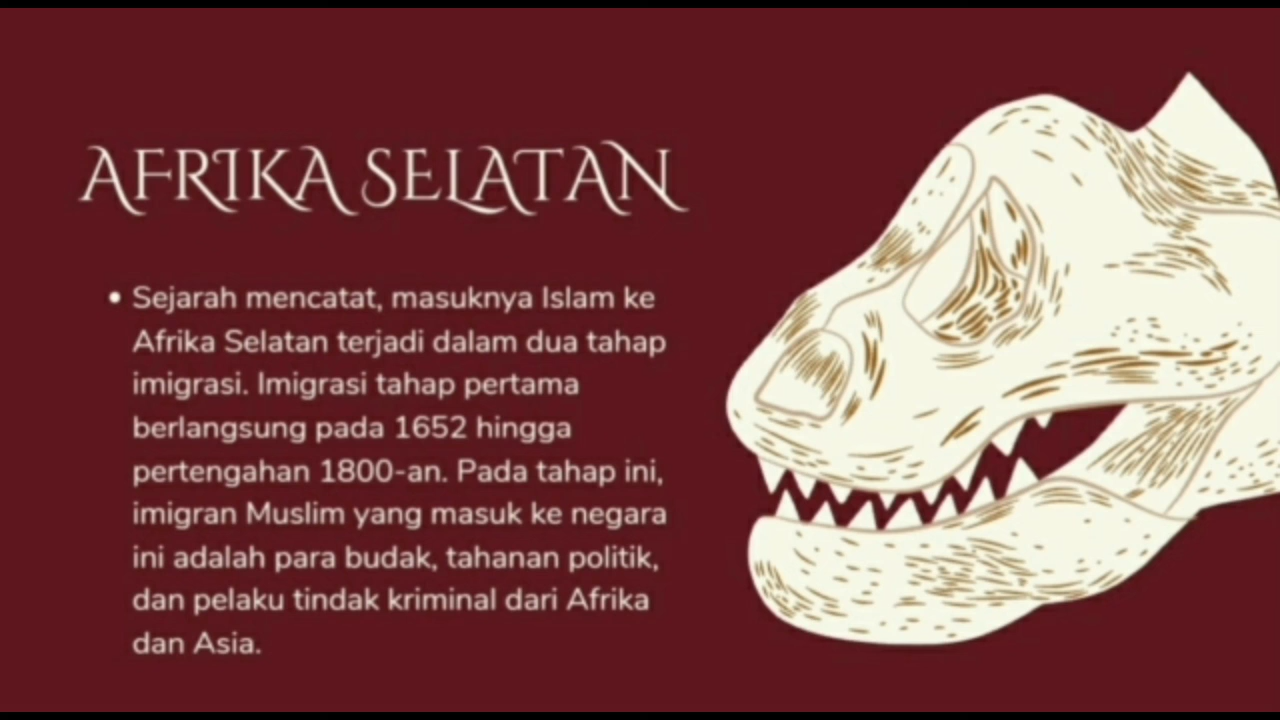 AFRIKA SELATAN
• Sejarah mencatat, masuknya Islam ke
Afrika Selatan terjadi dalam dua tahap
imigrasi. Imigrasi tahap pertama
berlangsung pada 1652 hingga
pertengahan 1800-an. Pada tahap ini,
imigran Muslim yang masuk ke negara
ini adalah para budak, tahanan politik,
dan pelaku tindak kriminal dari Afrika
dan Asia.